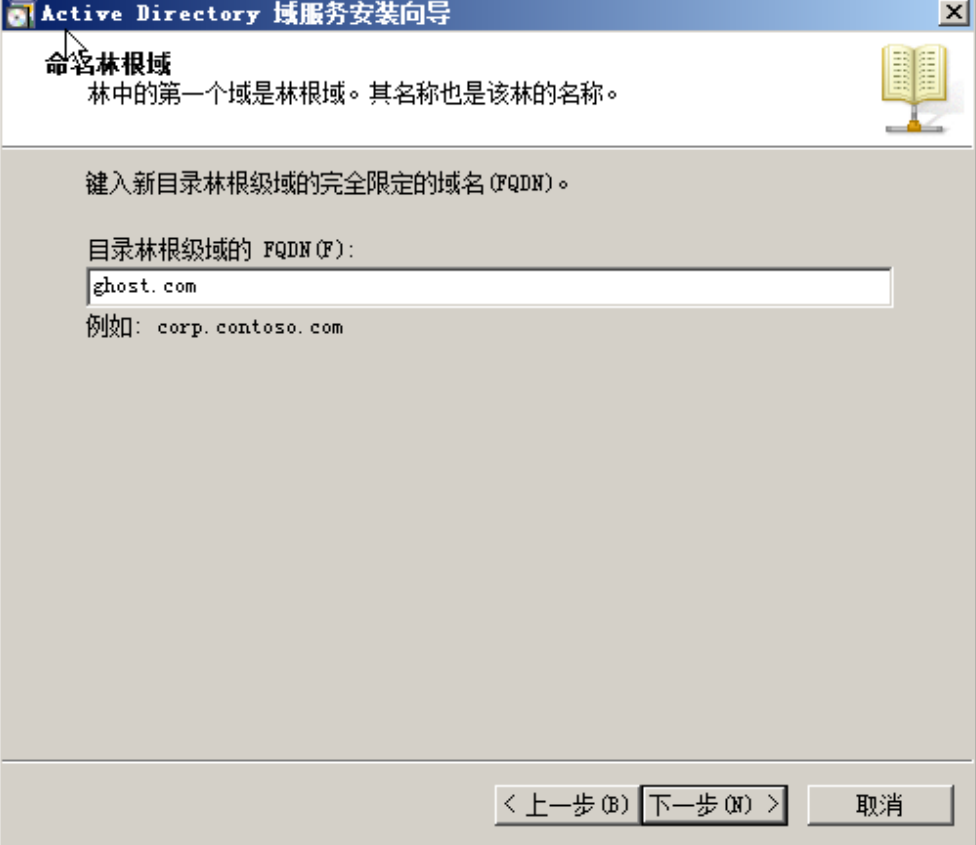 Active Directory 域服务安装向导
命名林根域
林中的第一个域是林根域。其名称也是该林的名称。
键入新目录林根级域的完全限定的域名(FQDN)。
目录林根级域的 FQDN(F):
ghost.com
例如: corp.contoso.com
< 上一步(B) 下一步(N) > 取消